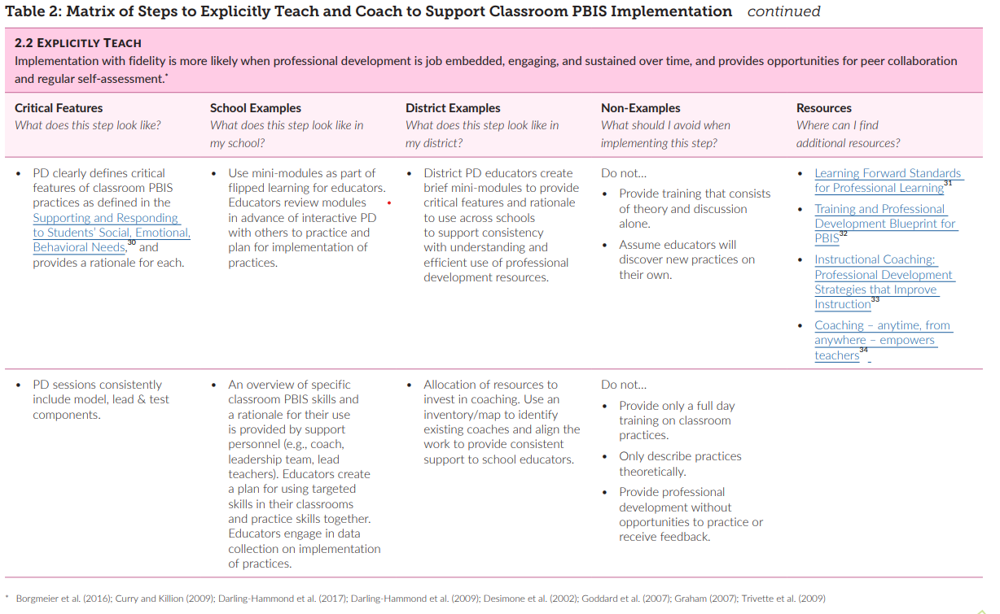 Table 2: Matrix of Steps to Explicitly Teach and Coach to Support Classroom PBIS Implementation continued
2.2 EXPLICITLY TEACH
Implementation with fidelity is more likely when professional development is job embedded, engaging, and sustained over time, and provides opportunities for peer collaboration
and regular self-assessment.*
Critical Features
What does this step look like?
School Examples
What does this step look like in
my school?
District Examples
What does this step look like in
my district?
Non-Examples
What should I avoid when
implementing this step?
Resources
Where can I find
additional resources?
• PD clearly defines critical
features of classroom PBIS
practices as defined in the
Supporting and Responding
to Students' Social, Emotional,
Behavioral Needs,30 and
provides a rationale for each.
• Use mini-modules as part of
flipped learning for educators.
Educators review modules
in advance of interactive PD
with others to practice and
plan for implementation of
practices.
• District PD educators create
brief mini-modules to provide
critical features and rationale
to use across schools
to support consistency
with understanding and
efficient use of professional
development resources.
Do not...
• Provide training that consists
of theory and discussion
alone.
• Assume educators will
discover new practices on
their own.
• Learning Forward Standards
for Professional Learning31
• Training and Professional
Development Blueprint for
PBIS32
• Instructional Coaching:
Professional Development
Strategies that Improve
Instruction33
• Coaching – anytime, from
anywhere – empowers
teachers34
• PD sessions consistently
include model, lead & test
components.
• An overview of specific
classroom PBIS skills and
a rationale for their use
is provided by support
personnel (e.g., coach,
leadership team, lead
teachers). Educators create
a plan for using targeted
skills in their classrooms
and practice skills together.
Educators engage in data
collection on implementation
of practices.
• Allocation of resources to
invest in coaching. Use an
inventory/map to identify
existing coaches and align the
work to provide consistent
support to school educators.
Do not...
• Provide only a full day
training on classroom
practices.
• Only describe practices
theoretically.
• Provide professional
development without
opportunities to practice or
receive feedback.
* Borgmeier et al. (2016); Curry and Killion (2009); Darling-Hammond et al. (2017); Darling-Hammond et al. (2009); Desimone et al. (2002); Goddard et al. (2007); Graham (2007); Trivette et al. (2009)